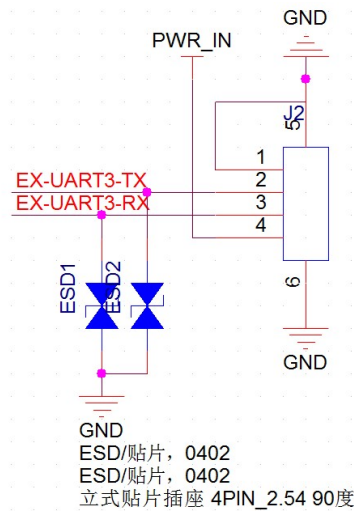 GND
PWR_IN
J2
5
1
EX-UART3-TX
2
EX-UART3-RX
3
4
ESD1
ESD2
6
GND
GND
ESD/贴片，0402
ESD/贴片，0402
立式贴片插座 4PIN_2.54 90度